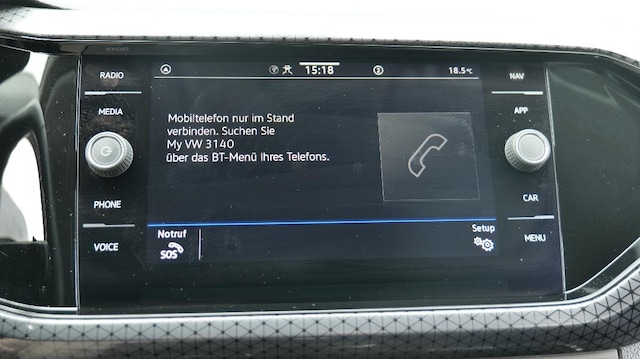 RADIO
MEDIA
PHONE
VOICE
15:18
18.5°C
Mobiltelefon nur im Stand
verbinden. Suchen Sie
My VW 3140
über das BT-Menü Ihres Telefons.
Notruf
SOS
Setup
NAV
APP
CAR
MENU